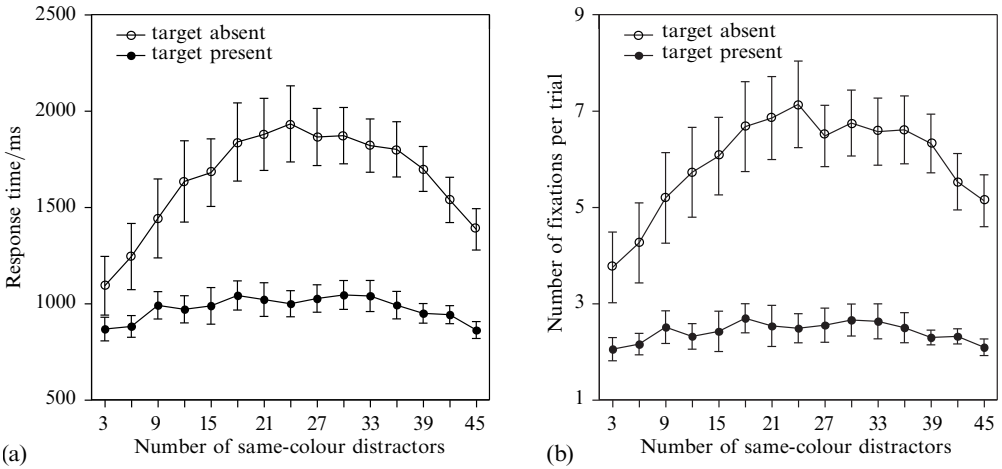 2500
2000
1500
1000
500
Response time/ms
target absent
target present
3 9 15 21 27 33 39 45
Number of same-colour distractors
(a)
9
7
5
3
1
Number of fixations per trial
target absent
target present
3 9 15 21 27 33 39 45
Number of same-colour distractors
(b)